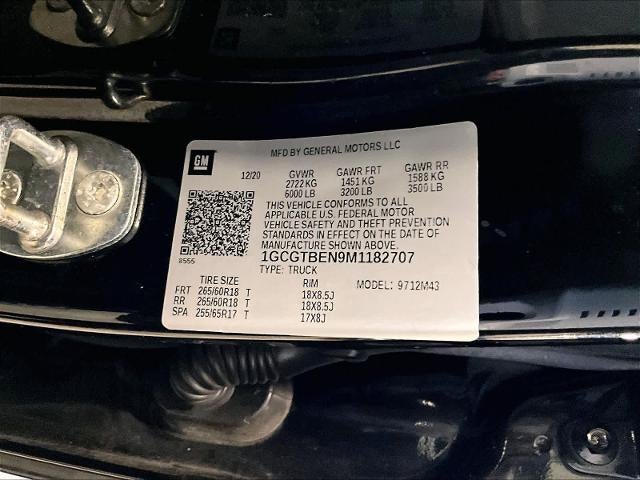 GM
MFD BY GENERAL MOTORS LLC
12/20 GVWR GAWR FRT GAWR RR
2722 KG 1451 KG 1588 KG
6000 LB 3200 LB 3500 LB
THIS VEHICLE CONFORMS TO ALL
APPLICABLE U.S. FEDERAL MOTOR
VEHICLE SAFETY AND THEFT PREVENTION
STANDARDS IN EFFECT ON THE DATE OF
MANUFACTURE SHOWN ABOVE.
8555 1GCGTBEN9M1182707
TYPE: TRUCK
TIRE SIZE RIM MODEL: 9712M43
FRT 265/60R18 T 18X8.5J
RR 265/60R18 T 18X8.5J
SPA 255/65R17 T 17X8J